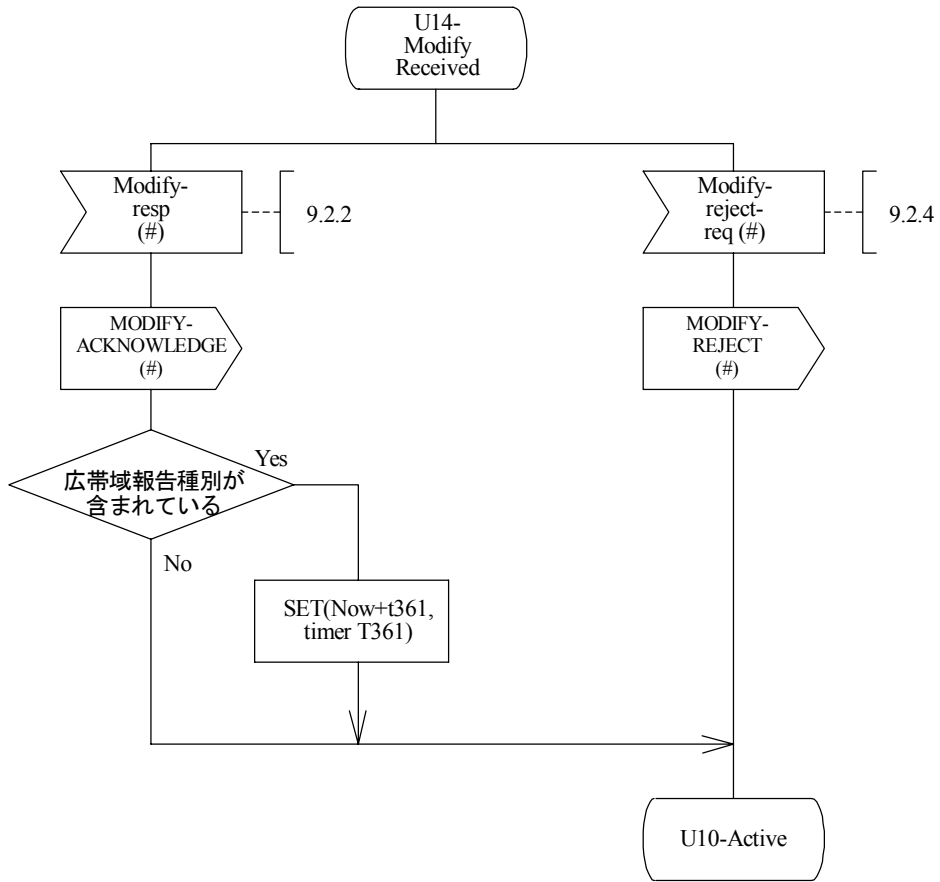 U14-
Modify
Received
Modify-
resp
(#)
9.2.2
Modify-
reject-
req (#)
9.2.4
MODIFY-
ACKNOWLEDGE
(#)
MODIFY-
REJECT
(#)
広帯域報告種別が
含まれている
Yes
No
SET(Now+t361,
timer T361)
U10-Active